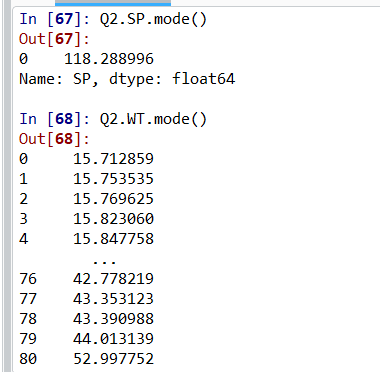 In [67]: Q2.SP.mode()
Out[67]:
0    118.288996
Name: SP, dtype: float64
In [68]: Q2.WT.mode()
Out[68]:
0     15.712859
1     15.753535
2     15.769625
3     15.823060
4     15.847758
...
76    42.778219
77    43.353123
78    43.390988
79    44.013139
80    52.997752